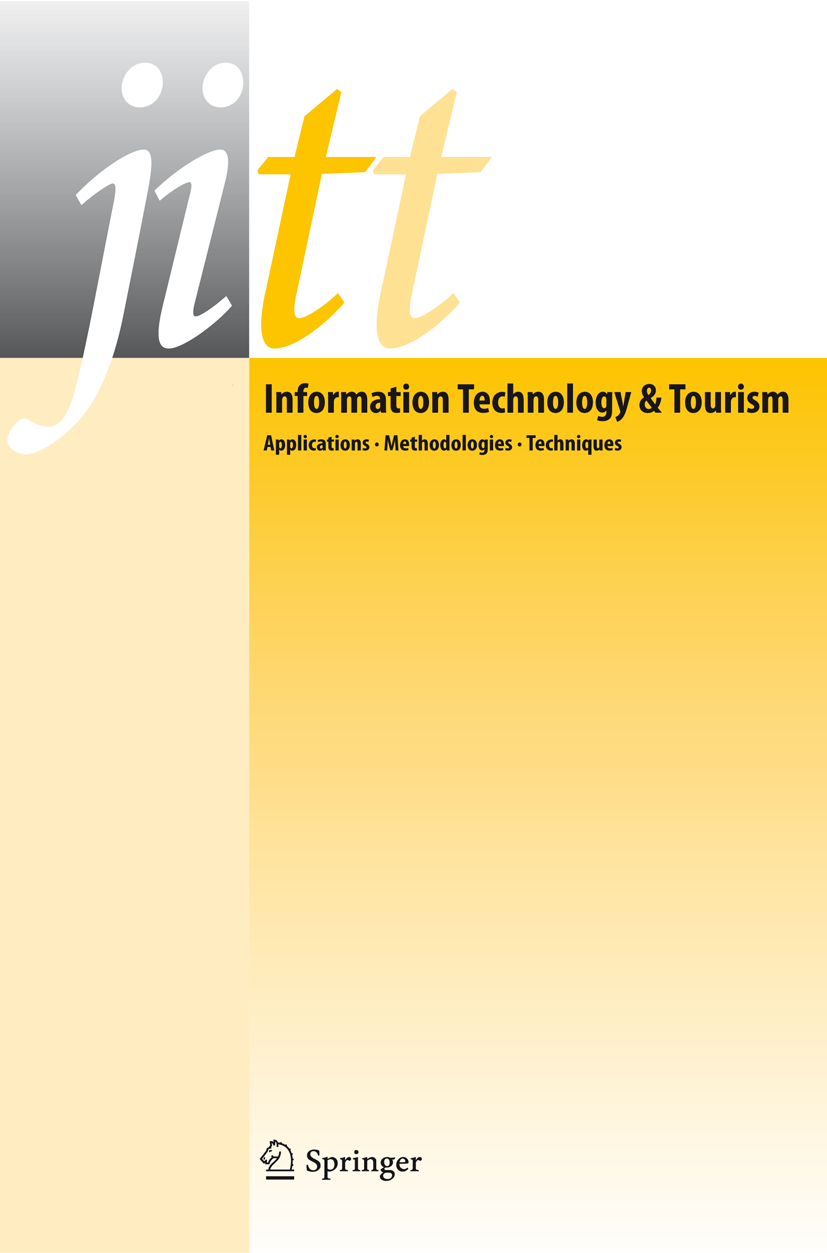 jitt
Information Technology & Tourism
Applications · Methodologies · Techniques
Springer